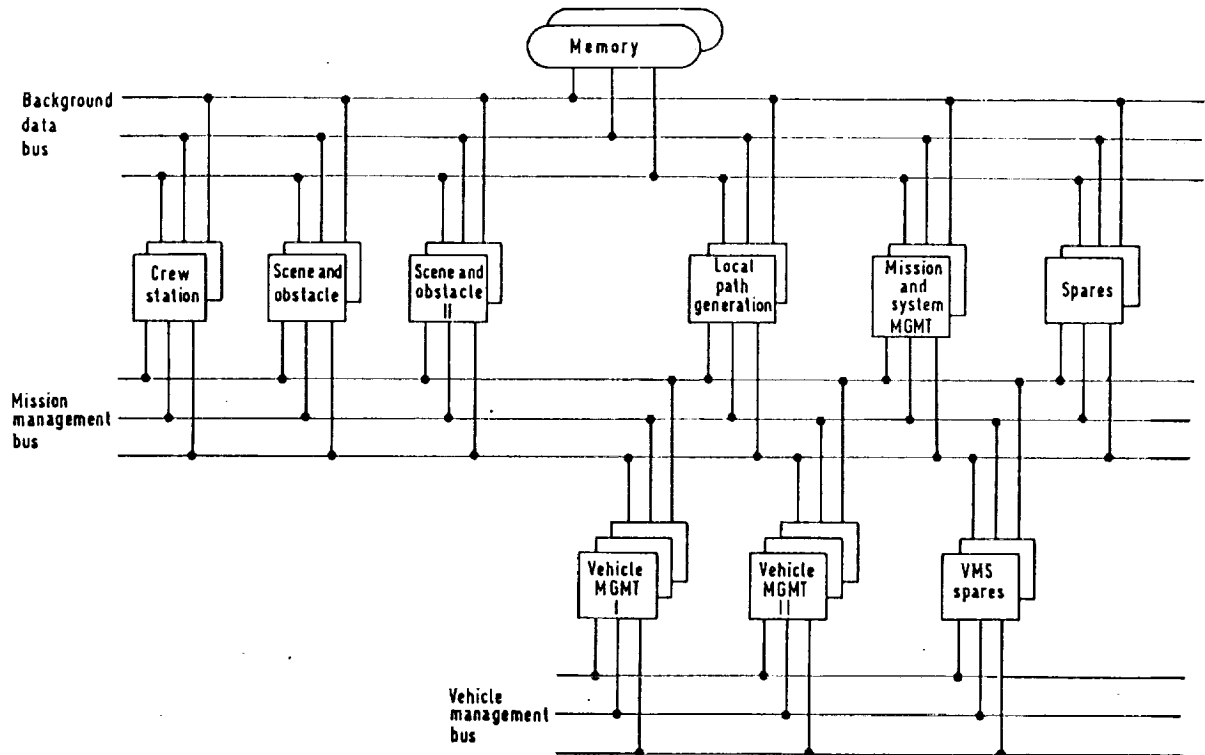 Memory
Background
data
bus
Crew
station
Scene and
obstacle
Scene and
obstacle
II
Local
path
generation
Mission
and
system
MGMT
Spares
Mission
management
bus
Vehicle
MGMT
I
Vehicle
MGMT
II
VMS
spares
Vehicle
management
bus